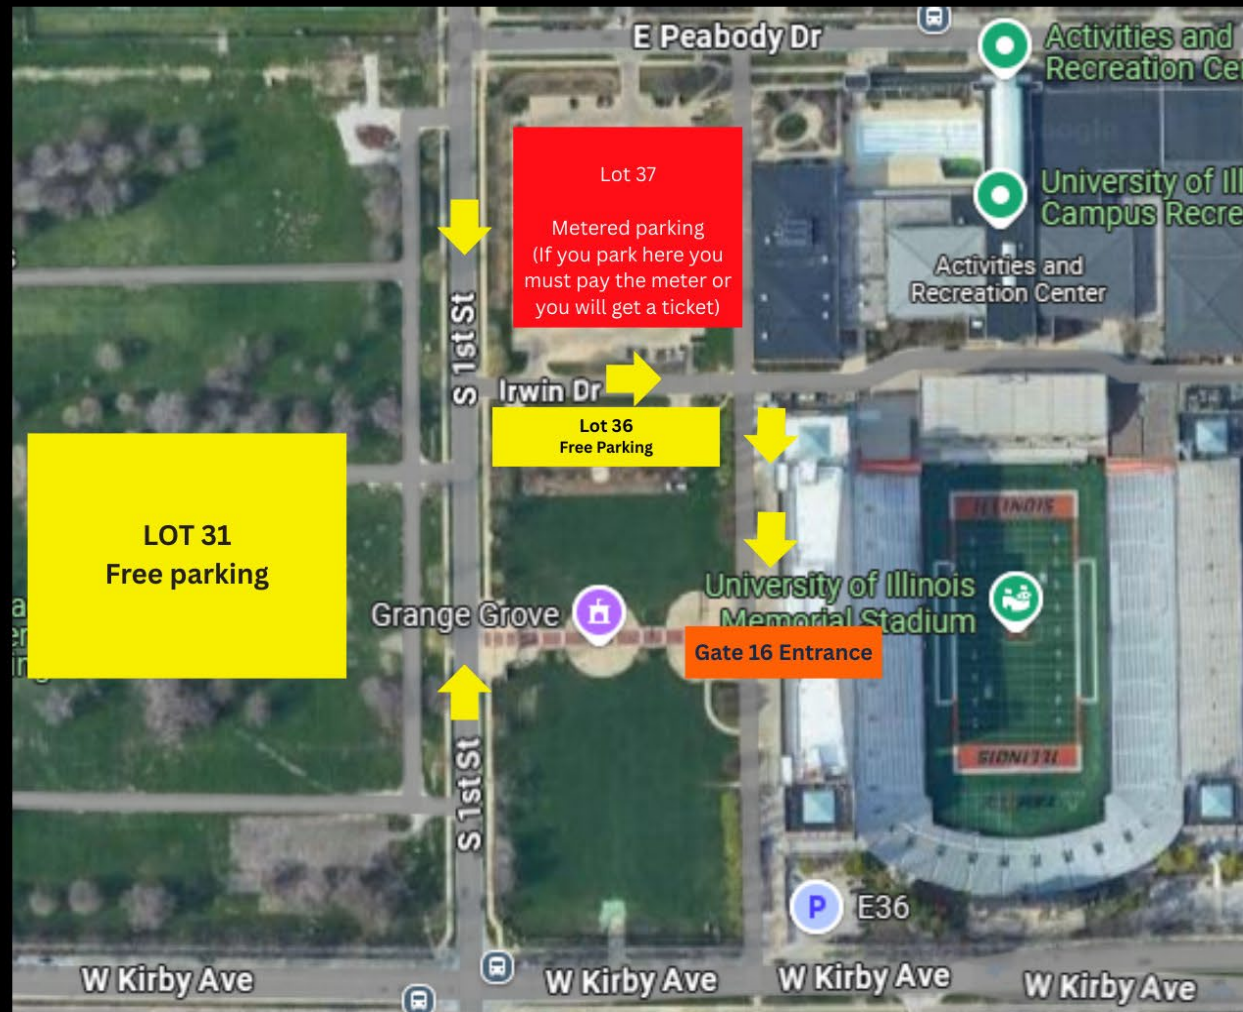 E Peabody Dr
Activities and
Recreation Cer
Lot 37
Metered parking
(If you park here you
must pay the meter or
you will get a ticket)
University of Ill
Campus Recre
Activities and
Recreation Center
S 1st St
Irwin Dr
Lot 36
Free Parking
LOT 31
Free parking
ILLINOIS
Grange Grove
University of Illinois
Memorial Stadium
Gate 16 Entrance
S 1st St
ILLINOIS
P E36
W Kirby Ave
W Kirby Ave
W Kirby Ave
W Kirby Ave